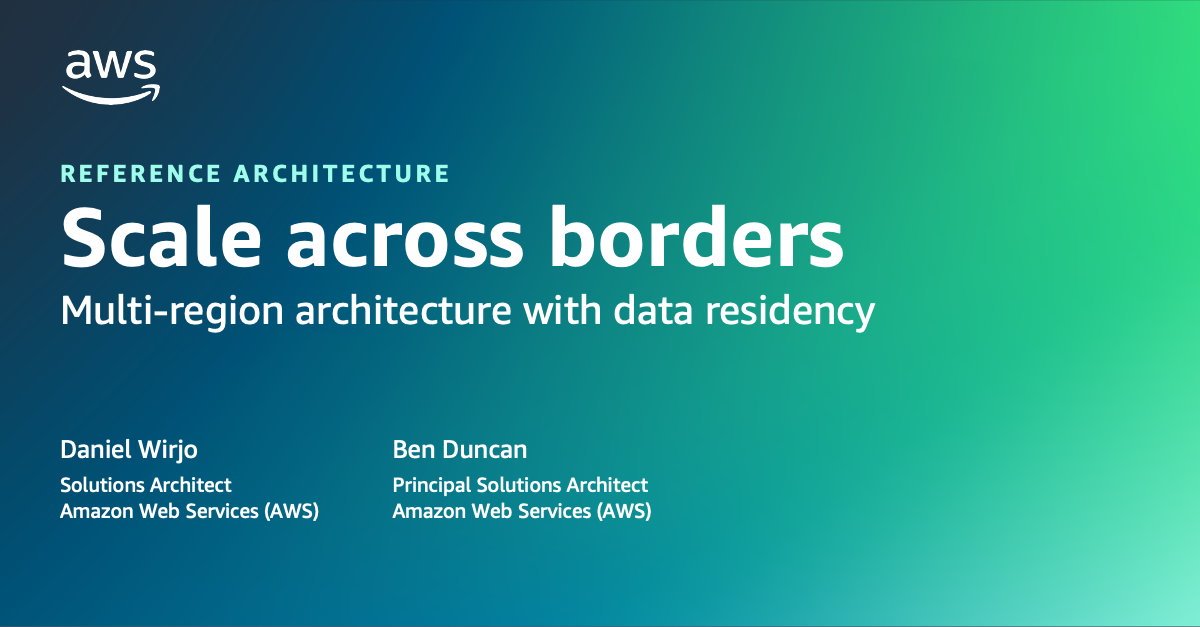 aws
REFERENCE ARCHITECTURE
Scale across borders
Multi-region architecture with data residency
Daniel Wirjo
Solutions Architect
Amazon Web Services (AWS)
Ben Duncan
Principal Solutions Architect
Amazon Web Services (AWS)